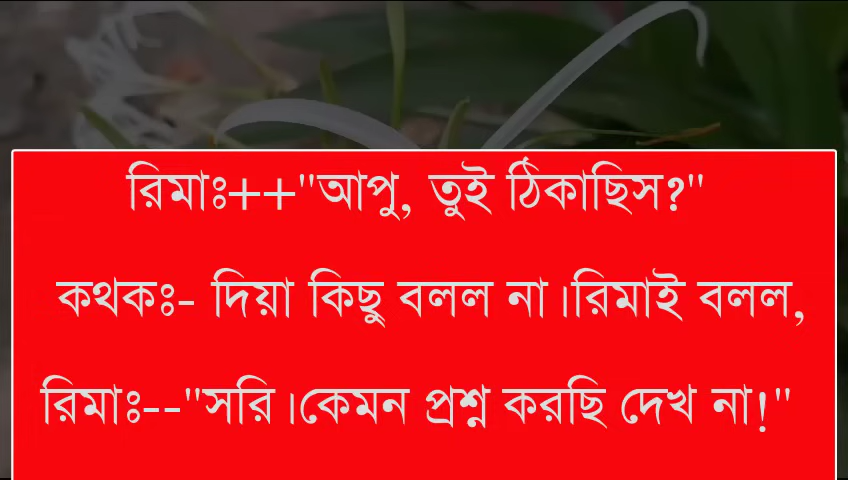 রিমাঃ++"আপু, তুই ঠিকাছিস?"
কথকঃ- দিয়া কিছু বলল না।রিমাই বলল,
রিমাঃ--"সরি।কেমন প্রশ্ন করছি দেখ না!"